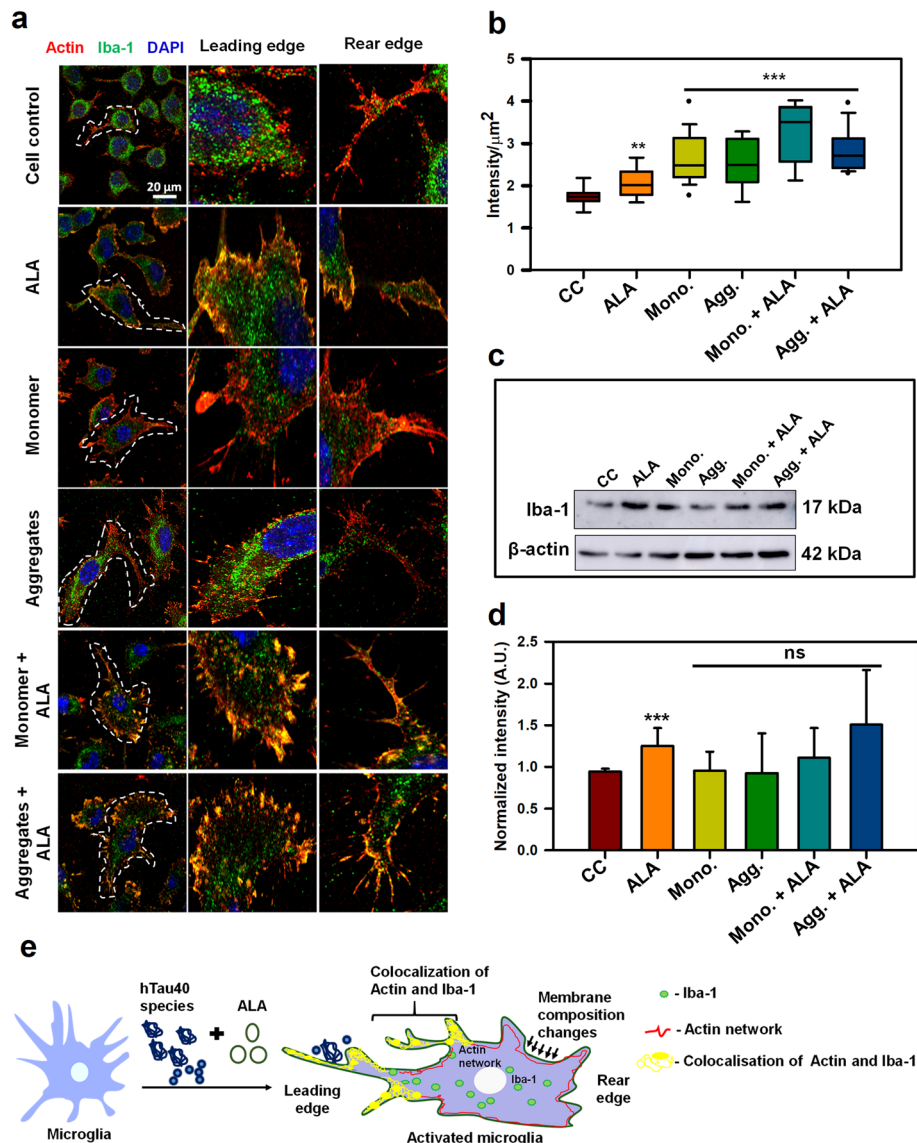 a
Actin Iba-1 DAPI Leading edge Rear edge
Cell control
20 μm
ALA
Monomer
Aggregates
Monomer +
ALA
Aggregates +
ALA
b
Intensity/μm²
5
4
3
2
1
0
**
***
CC
ALA
Mono.
Agg.
Mono. + ALA
Agg. + ALA
c
CC
ALA
Mono.
Agg.
Mono. + ALA
Agg. + ALA
Iba-1
17 kDa
β-actin
42 kDa
d
Normalized intensity (A.U.)
2.5
2.0
1.5
1.0
0.5
0.0
***
ns
CC
ALA
Mono.
Agg.
Mono. + ALA
Agg. + ALA
e
Microglia
hTau40
species
+
ALA
Colocalization of
Actin and Iba-1
Leading
edge
Actin
network
Iba-1
Membrane
composition
changes
Rear
edge
Activated microglia
- Iba-1
- Actin network
- Colocalisation of Actin and Iba-1